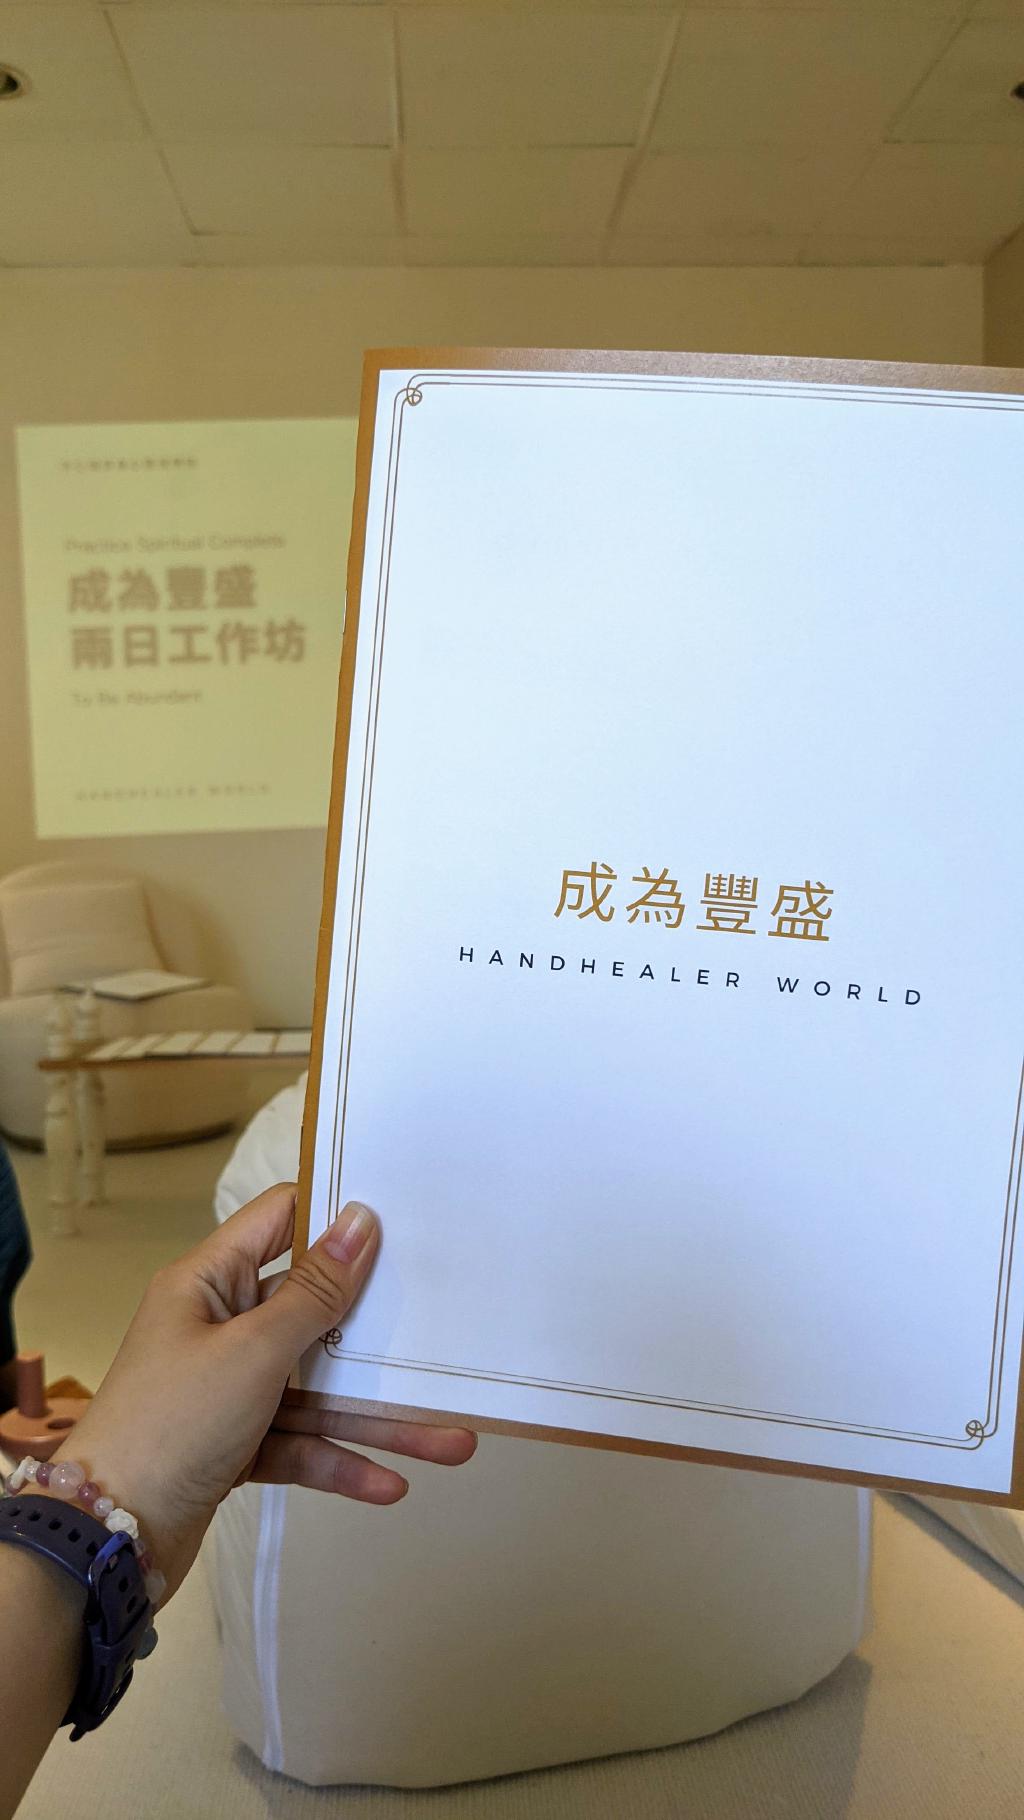 Practice Spiritual Complete
成為豐盛
兩日工作坊
To Be Abundant
HANDHEALER WORLD
成為豐盛
HANDHEALER WORLD